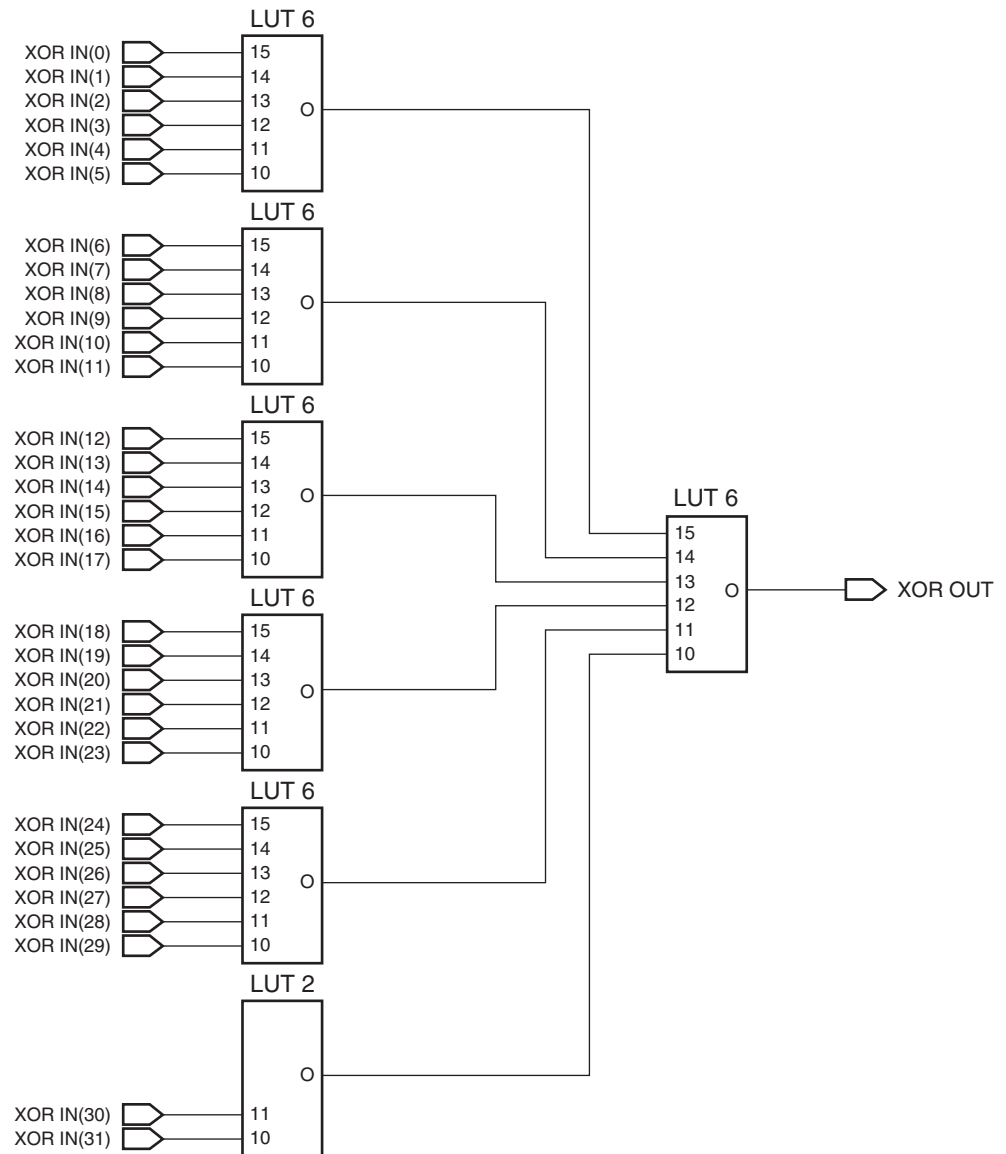 LUT 6
XOR IN(0) 15
XOR IN(1) 14
XOR IN(2) 13
O
XOR IN(3) 12
XOR IN(4) 11
XOR IN(5) 10
LUT 6
XOR IN(6) 15
XOR IN(7) 14
XOR IN(8) 13
O
XOR IN(9) 12
XOR IN(10) 11
XOR IN(11) 10
LUT 6
XOR IN(12) 15
XOR IN(13) 14
XOR IN(14) 13
O
XOR IN(15) 12
XOR IN(16) 11
XOR IN(17) 10
LUT 6
XOR IN(18) 15
XOR IN(19) 14
XOR IN(20) 13
O
XOR IN(21) 12
XOR IN(22) 11
XOR IN(23) 10
LUT 6
XOR IN(24) 15
XOR IN(25) 14
XOR IN(26) 13
O
XOR IN(27) 12
XOR IN(28) 11
XOR IN(29) 10
LUT 2
O
XOR IN(30) 11
XOR IN(31) 10
LUT 6
15
14
13
O XOR OUT
12
11
10